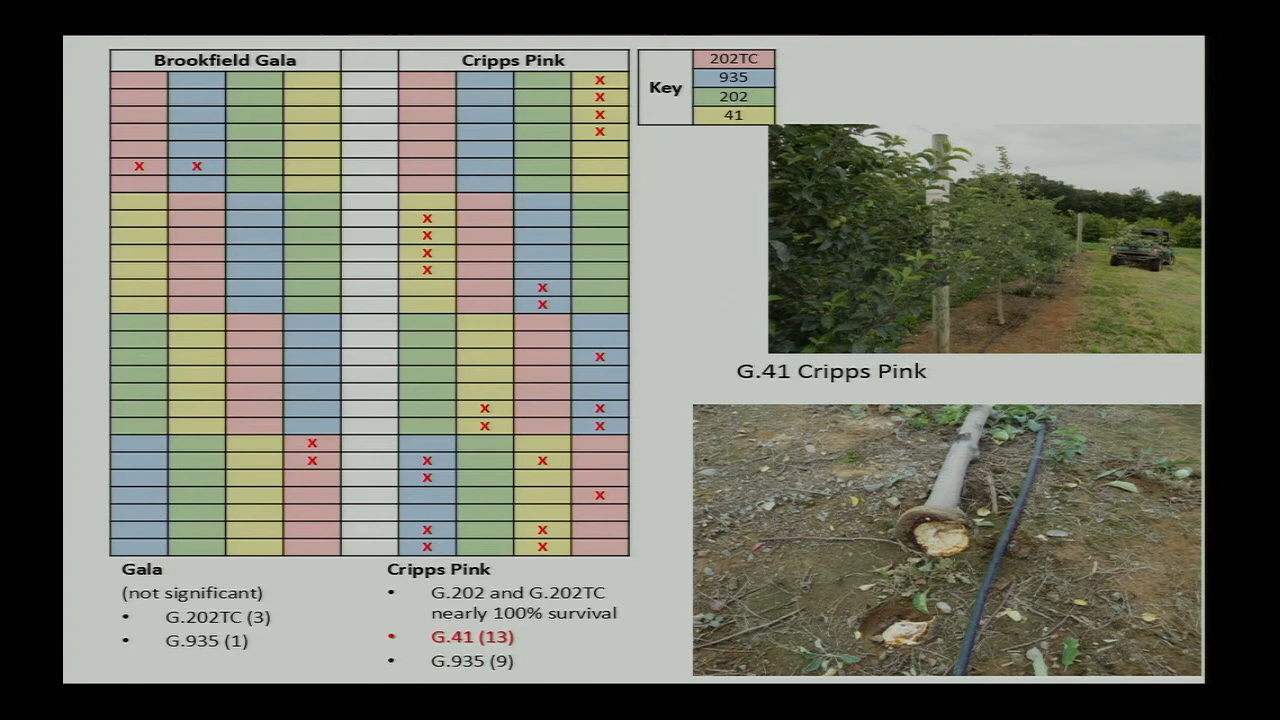 Brookfield Gala Cripps Pink
Key
202TC
935
202
41
x
x
x
x
x x
x
x
x
x
x
x
x
x x
x x
x
x x x
x
x
x x
x x
G.41 Cripps Pink
Gala
(not significant)
• G.202TC (3)
• G.935 (1)
Cripps Pink
• G.202 and G.202TC
nearly 100% survival
• G.41 (13)
• G.935 (9)